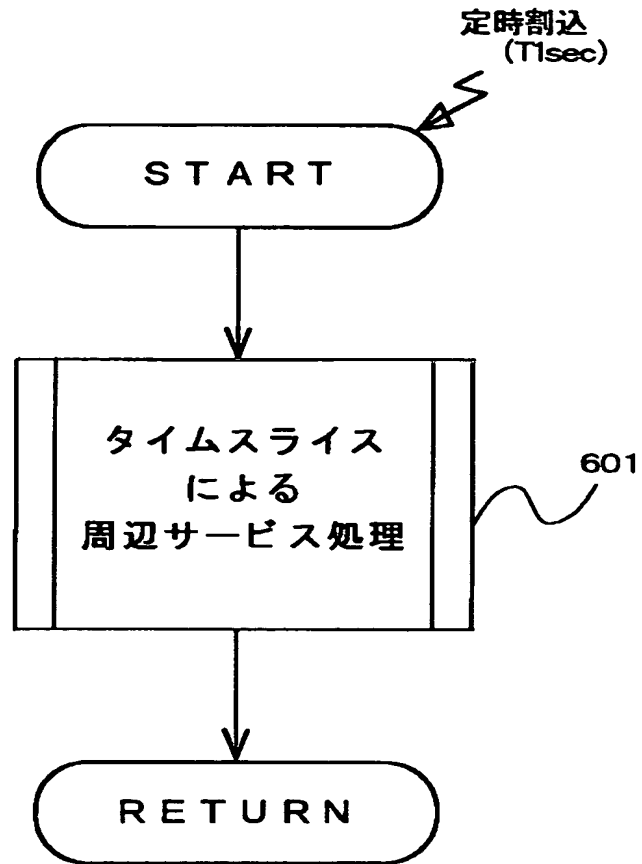 定時割込
(T1sec)
START
タイムスライス
による
周辺サービス処理
601
RETURN